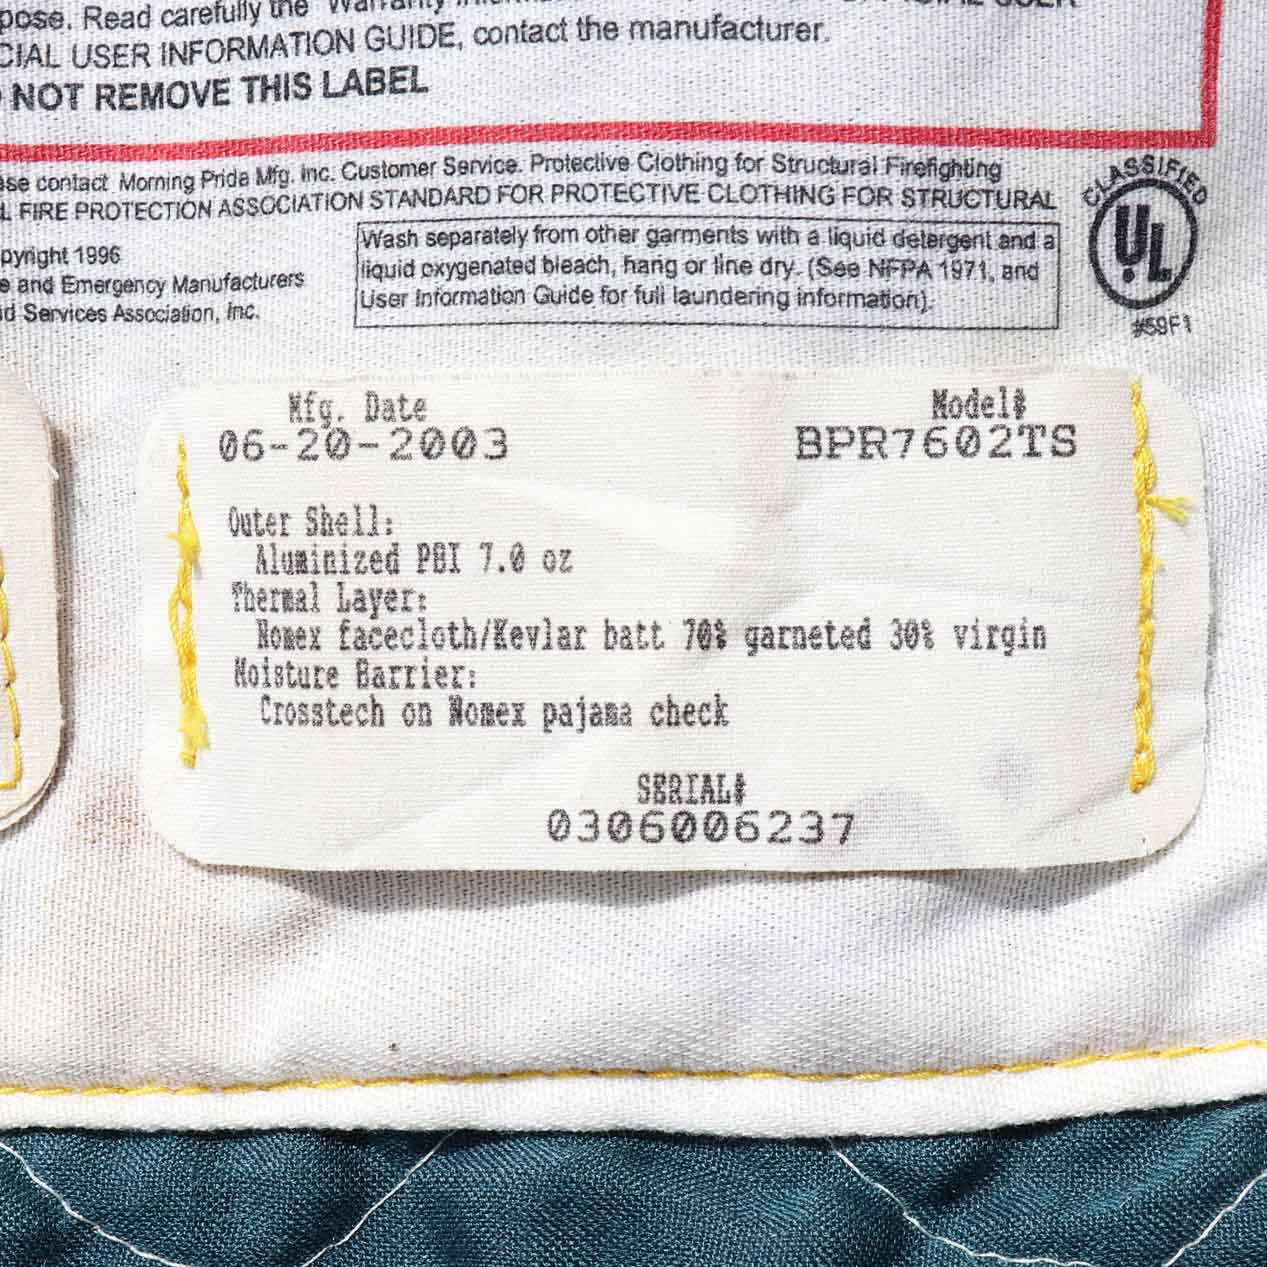 pose. Read carefully the "Warranty
CIAL USER INFORMATION GUIDE, contact the manufacturer.
NOT REMOVE THIS LABEL
ase contact Morning Pride Mfg. Inc. Customer Service. Protective Clothing for Structural Firefighting
L FIRE PROTECTION ASSOCIATION STANDARD FOR PROTECTIVE CLOTHING FOR STRUCTURAL
pyright 1996
e and Emergency Manufacturers
nd Services Association, Inc.
Wash separately from other garments with a liquid detergent and a
liquid oxygenated bleach, hang or line dry. (See NFPA 1971, and
User Information Guide for full laundering information).
CLASSIFIED
UL
#59F1
Mfg. Date
06-20-2003
Model#
BPR7602TS
Outer Shell:
Aluminized PBI 7.0 oz
Thermal Layer:
Nomex facecloth/Kevlar batt 70% garneted 30% virgin
Moisture Barrier:
Crosstech on Nomex pajama check
SERIAL#
0306006237